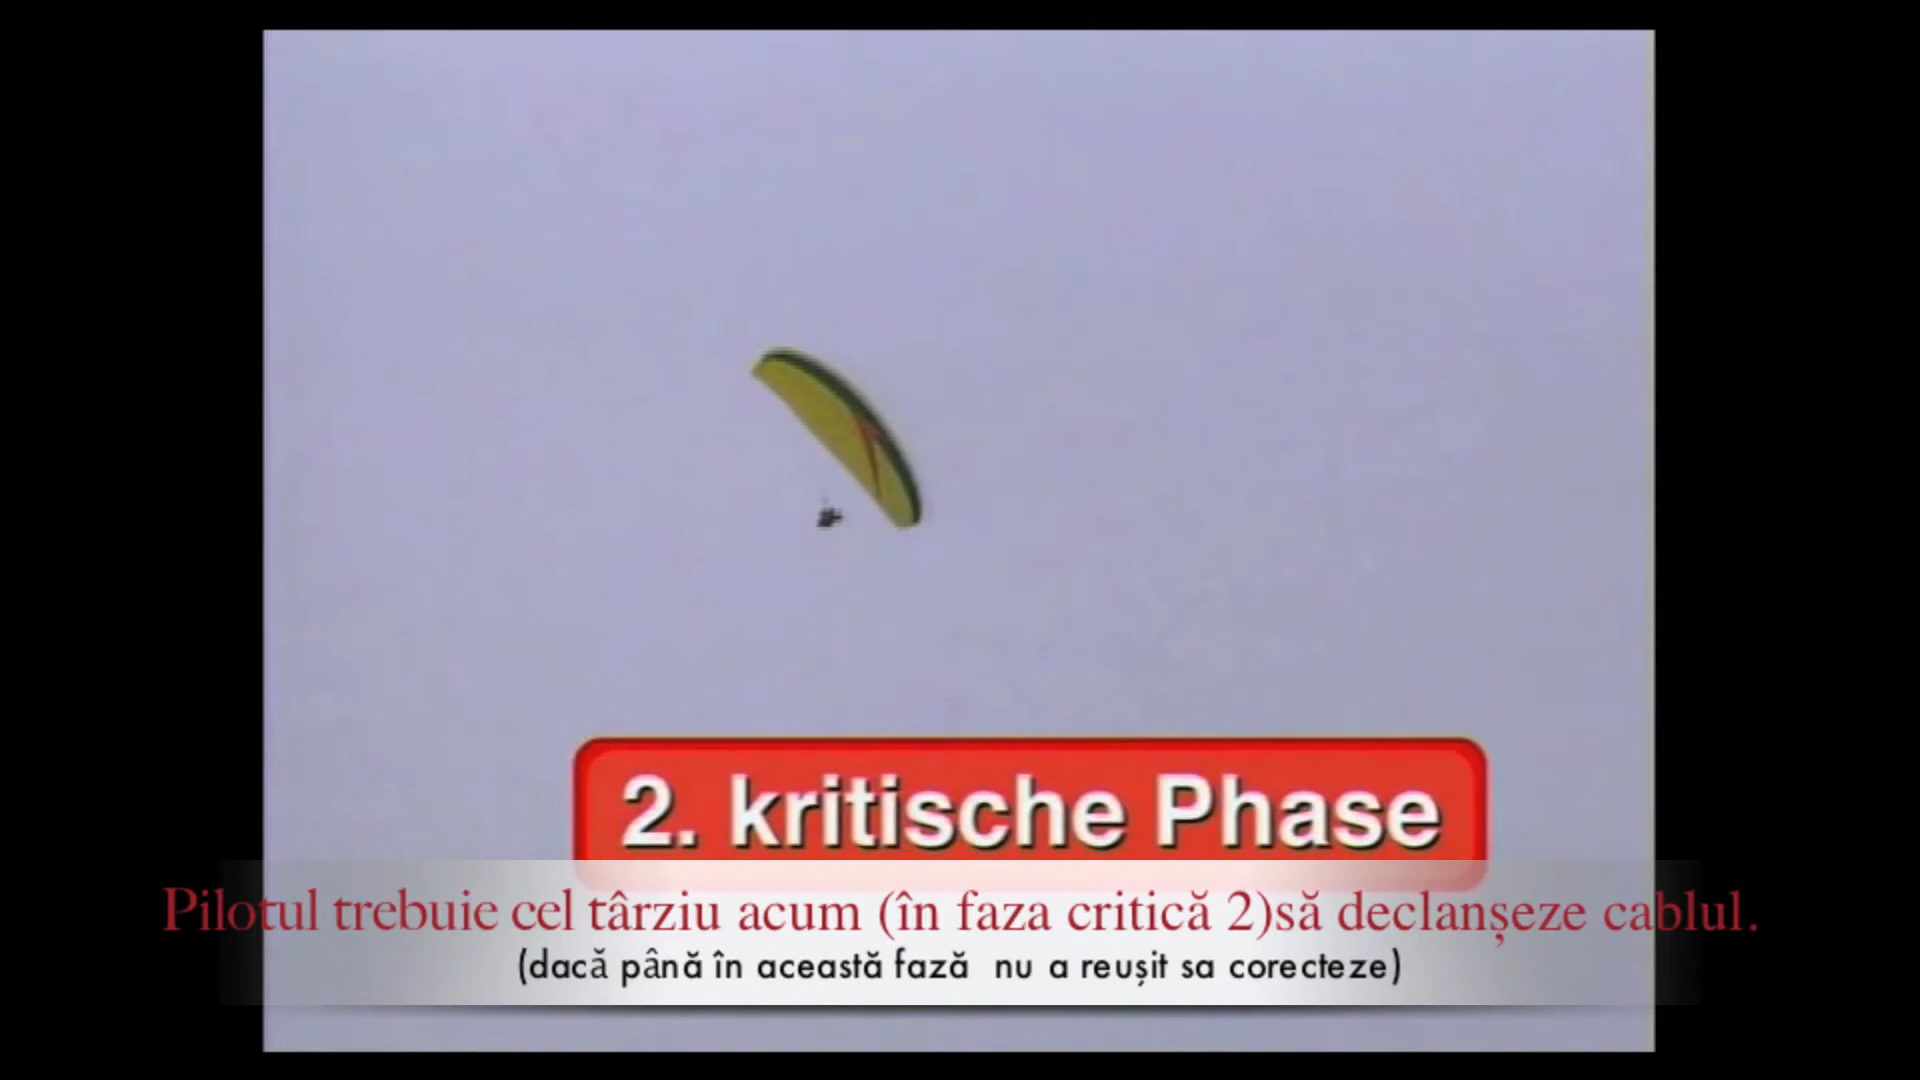 2. kritische Phase
Pilotul trebuie cel târziu acum (în faza critică 2)să declanșeze cablul.
(dacă până în această fază  nu a reușit sa corecteze)